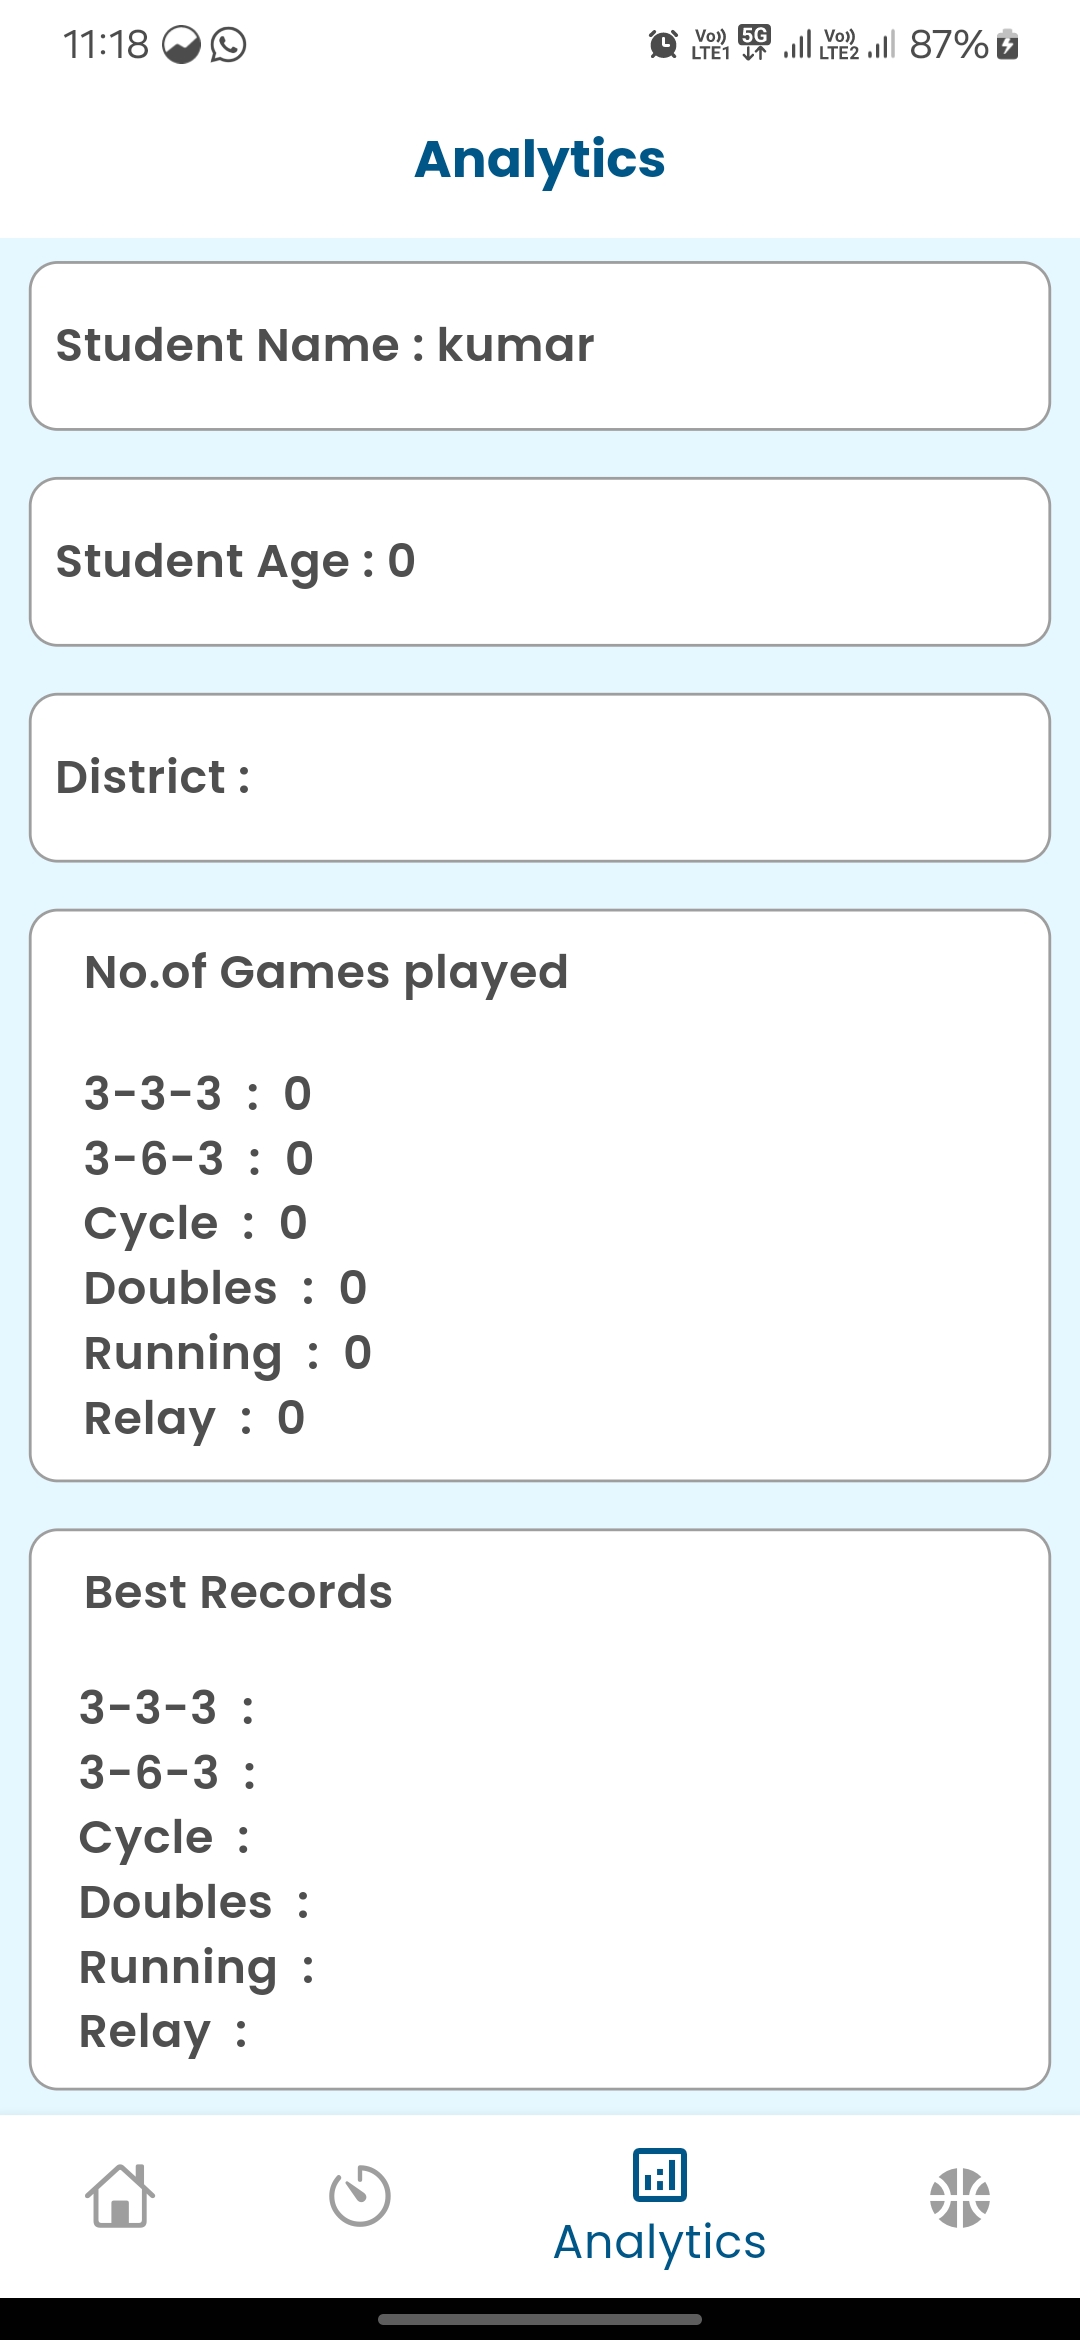 11:18 Vo)) LTE1 5G Vo)) LTE2 87%
Analytics
Student Name : kumar
Student Age : 0
District :
No.of Games played
3-3-3 : 0
3-6-3 : 0
Cycle : 0
Doubles : 0
Running : 0
Relay : 0
Best Records
3-3-3 :
3-6-3 :
Cycle :
Doubles :
Running :
Relay :
Analytics